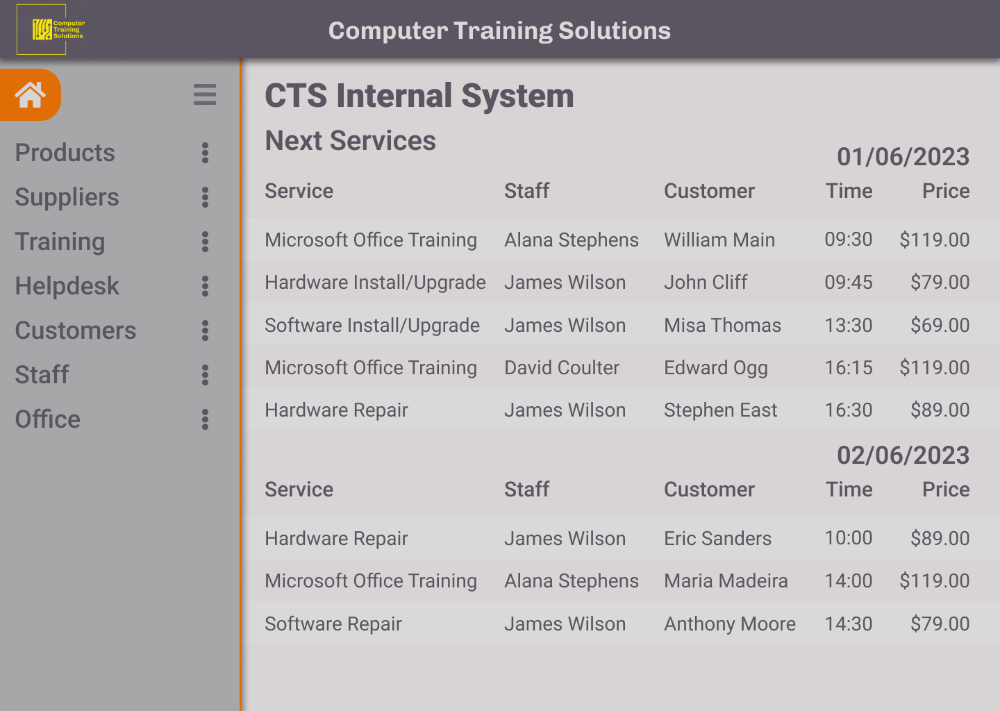 Computer
Training
Solutions
Computer Training Solutions
Products
Suppliers
Training
Helpdesk
Customers
Staff
Office
CTS Internal System
Next Services
01/06/2023
Service Staff Customer Time Price
Microsoft Office Training Alana Stephens William Main 09:30 $119.00
Hardware Install/Upgrade James Wilson John Cliff 09:45 $79.00
Software Install/Upgrade James Wilson Misa Thomas 13:30 $69.00
Microsoft Office Training David Coulter Edward Ogg 16:15 $119.00
Hardware Repair James Wilson Stephen East 16:30 $89.00
02/06/2023
Service Staff Customer Time Price
Hardware Repair James Wilson Eric Sanders 10:00 $89.00
Microsoft Office Training Alana Stephens Maria Madeira 14:00 $119.00
Software Repair James Wilson Anthony Moore 14:30 $79.00